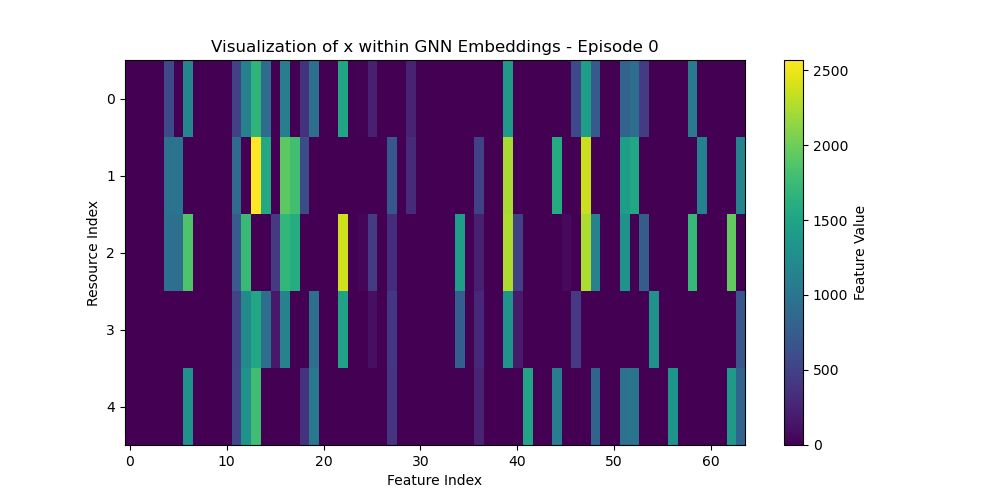 Visualization of x within GNN Embeddings - Episode 0
Resource Index
0
1
2
3
4
0 10 20 30 40 50 60
Feature Index
2500
2000
1500
1000
500
0
Feature Value